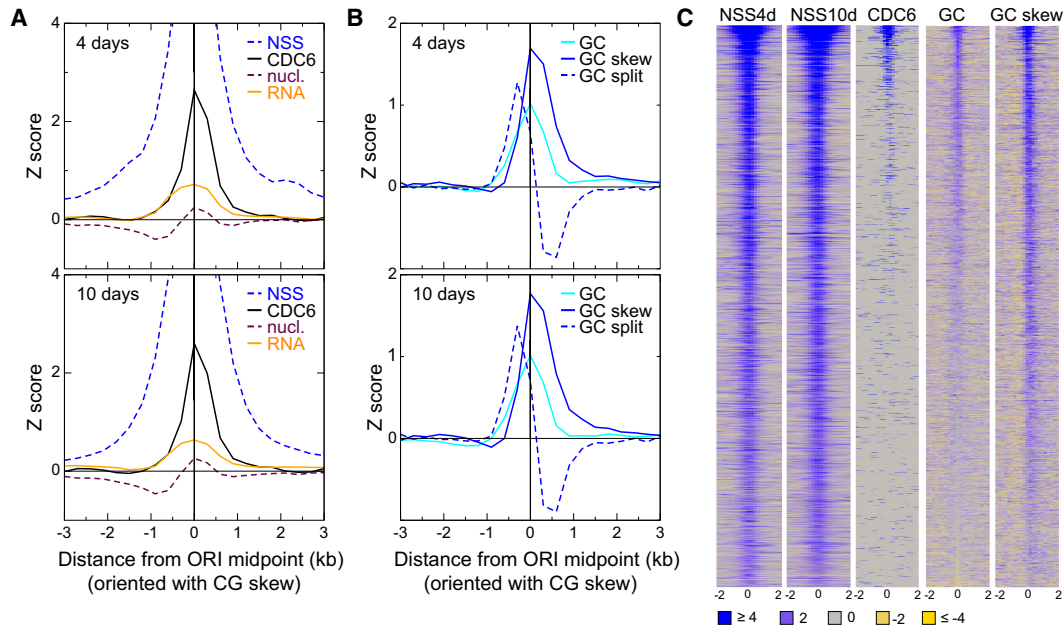 A
4 days
NSS
CDC6
nucl.
RNA
4
2
0
Z score
10 days
NSS
CDC6
nucl.
RNA
4
2
0
Z score
-3 -2 -1 0 1 2 3
Distance from ORI midpoint (kb)
(oriented with CG skew)
B
4 days
GC
GC skew
GC split
2
1
0
Z score
10 days
GC
GC skew
GC split
2
1
0
Z score
-3 -2 -1 0 1 2 3
Distance from ORI midpoint (kb)
(oriented with CG skew)
C
NSS4d NSS10d CDC6 GC GC skew
-2 0 2 -2 0 2 -2 0 2 -2 0 2 -2 0 2
≥ 4 2 0 -2 ≤ -4